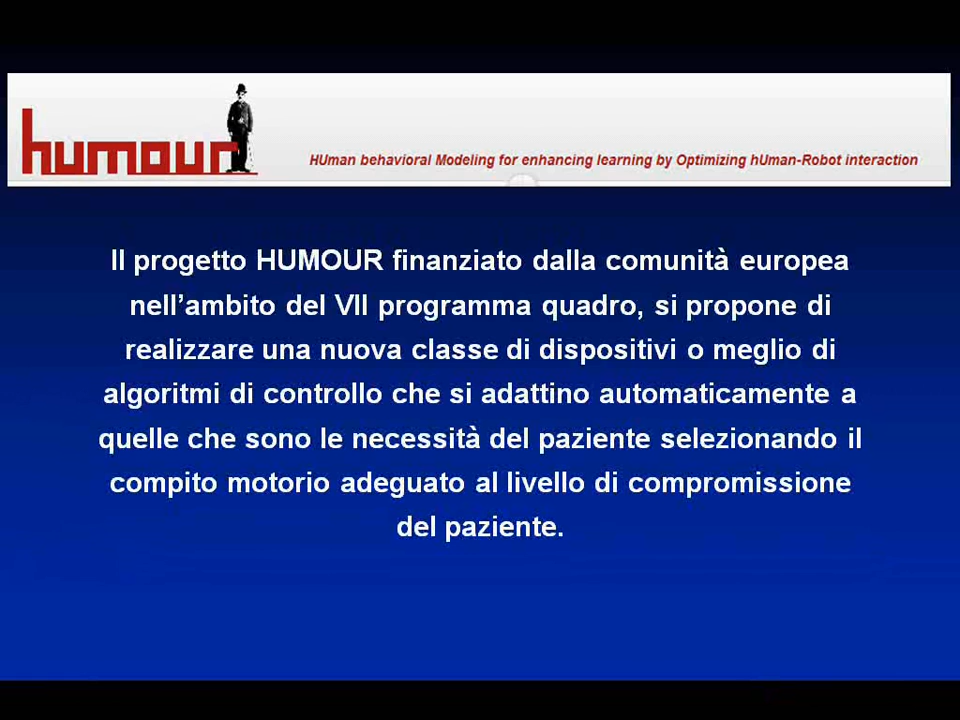 humour
HUman behavioral Modeling for enhancing learning by Optimizing hUman-Robot interaction
Il progetto HUMOUR finanziato dalla comunità europea
nell'ambito del VII programma quadro, si propone di
realizzare una nuova classe di dispositivi o meglio di
algoritmi di controllo che si adattino automaticamente a
quelle che sono le necessità del paziente selezionando il
compito motorio adeguato al livello di compromissione
del paziente.